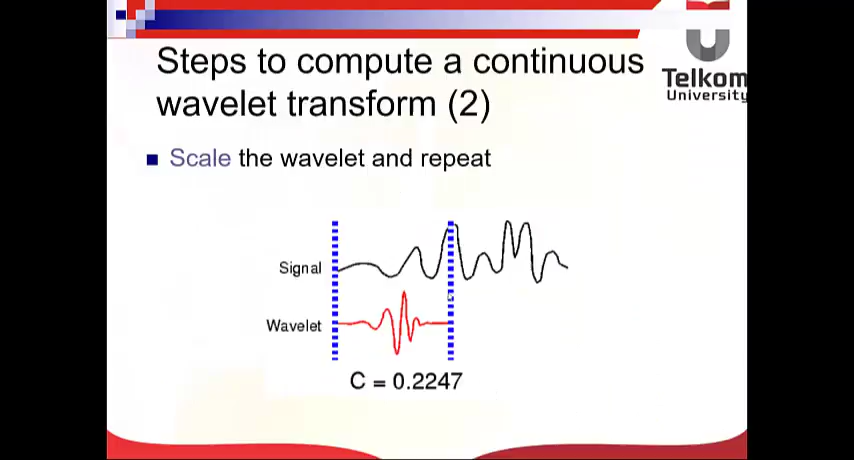 Steps to compute a continuous
wavelet transform (2)
Telkom
University
Scale the wavelet and repeat
Signal
Wavelet
C = 0.2247